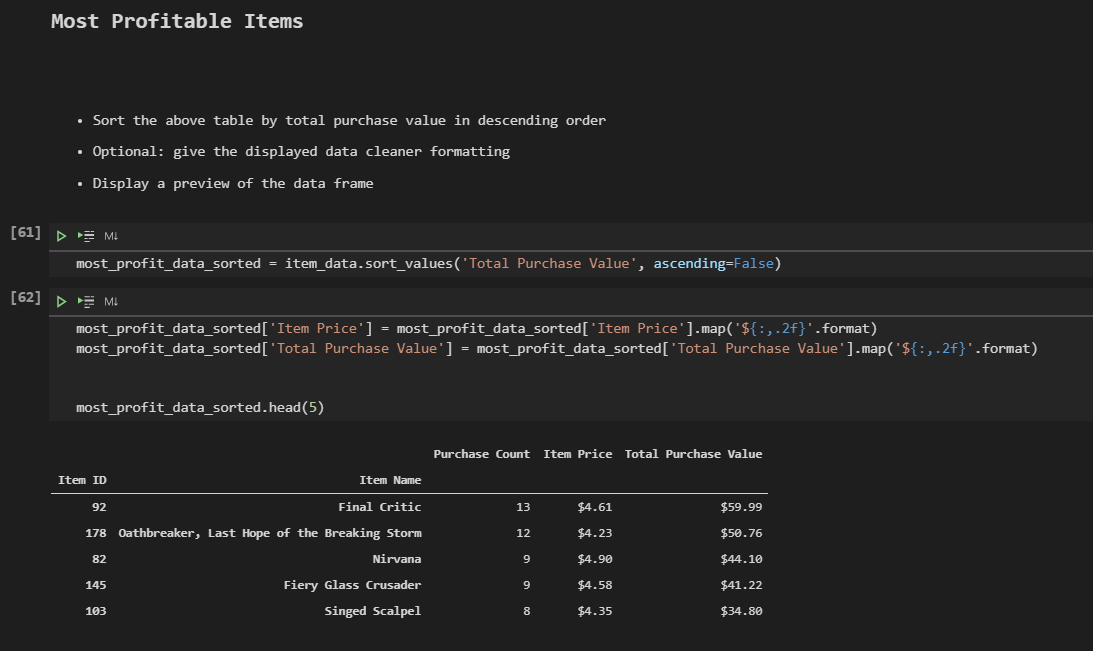 Most Profitable Items
• Sort the above table by total purchase value in descending order
• Optional: give the displayed data cleaner formatting
• Display a preview of the data frame
[61]
M↓
most_profit_data_sorted = item_data.sort_values('Total Purchase Value', ascending=False)
[62]
M↓
most_profit_data_sorted['Item Price'] = most_profit_data_sorted['Item Price'].map('${:,.2f}'.format)
most_profit_data_sorted['Total Purchase Value'] = most_profit_data_sorted['Total Purchase Value'].map('${:,.2f}'.format)
most_profit_data_sorted.head(5)
Purchase Count Item Price Total Purchase Value
Item ID Item Name
92 Final Critic 13 $4.61 $59.99
178 Oathbreaker, Last Hope of the Breaking Storm 12 $4.23 $50.76
82 Nirvana 9 $4.90 $44.10
145 Fiery Glass Crusader 9 $4.58 $41.22
103 Singed Scalpel 8 $4.35 $34.80